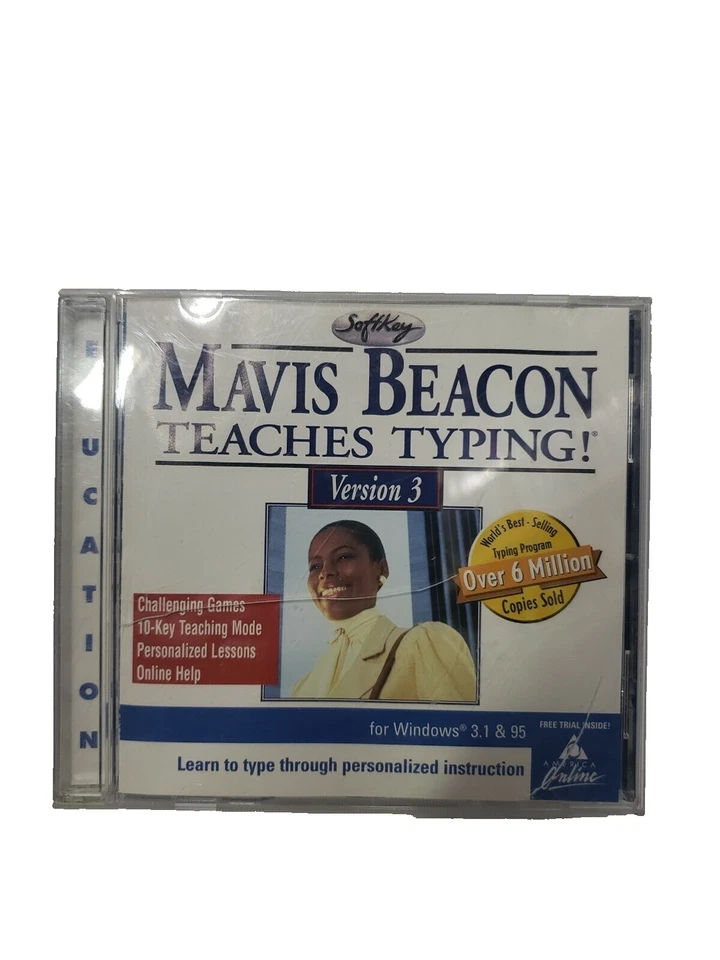 SoftKey
MAVIS BEACON
TEACHES TYPING!®
Version 3
World's Best - Selling
Typing Program
Over 6 Million
Copies Sold
Challenging Games
10-Key Teaching Mode
Personalized Lessons
Online Help
for Windows® 3.1 & 95
FREE TRIAL INSIDE!
AMERICA
Online
Learn to type through personalized instruction
E UCATION